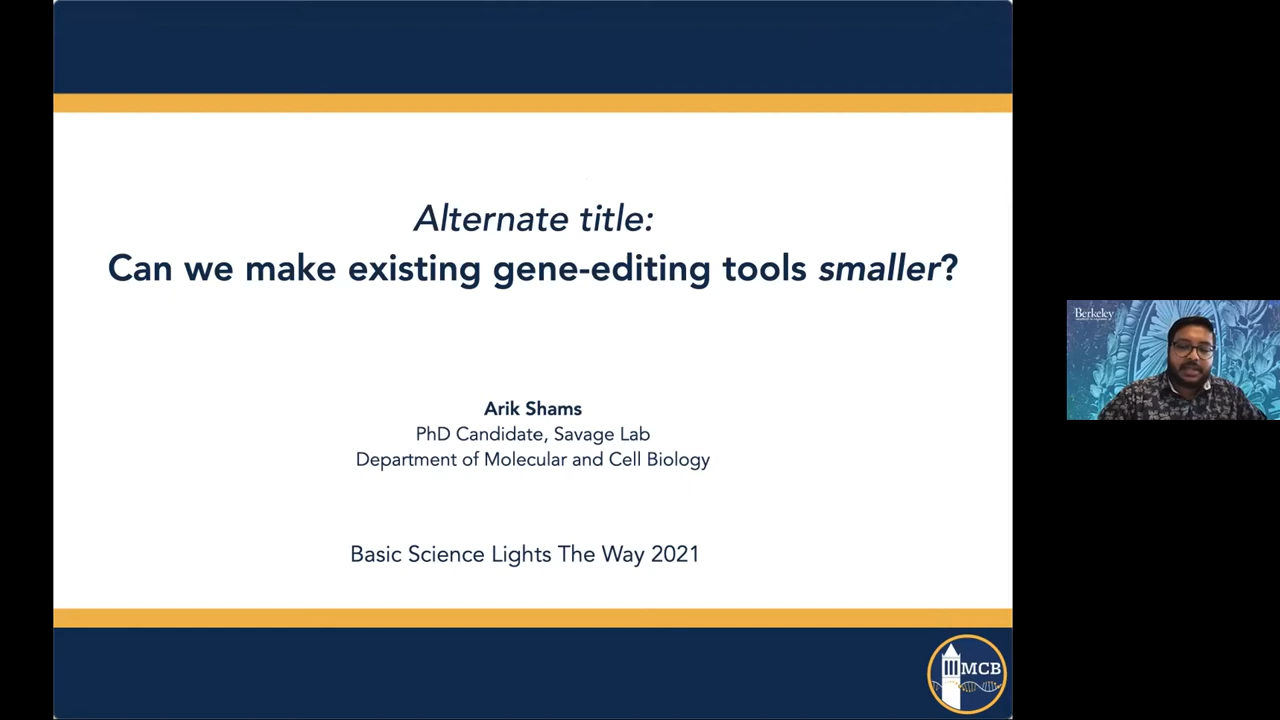 Alternate title:
Can we make existing gene-editing tools smaller?
Arik Shams
PhD Candidate, Savage Lab
Department of Molecular and Cell Biology
Basic Science Lights The Way 2021
MCB
Berkeley